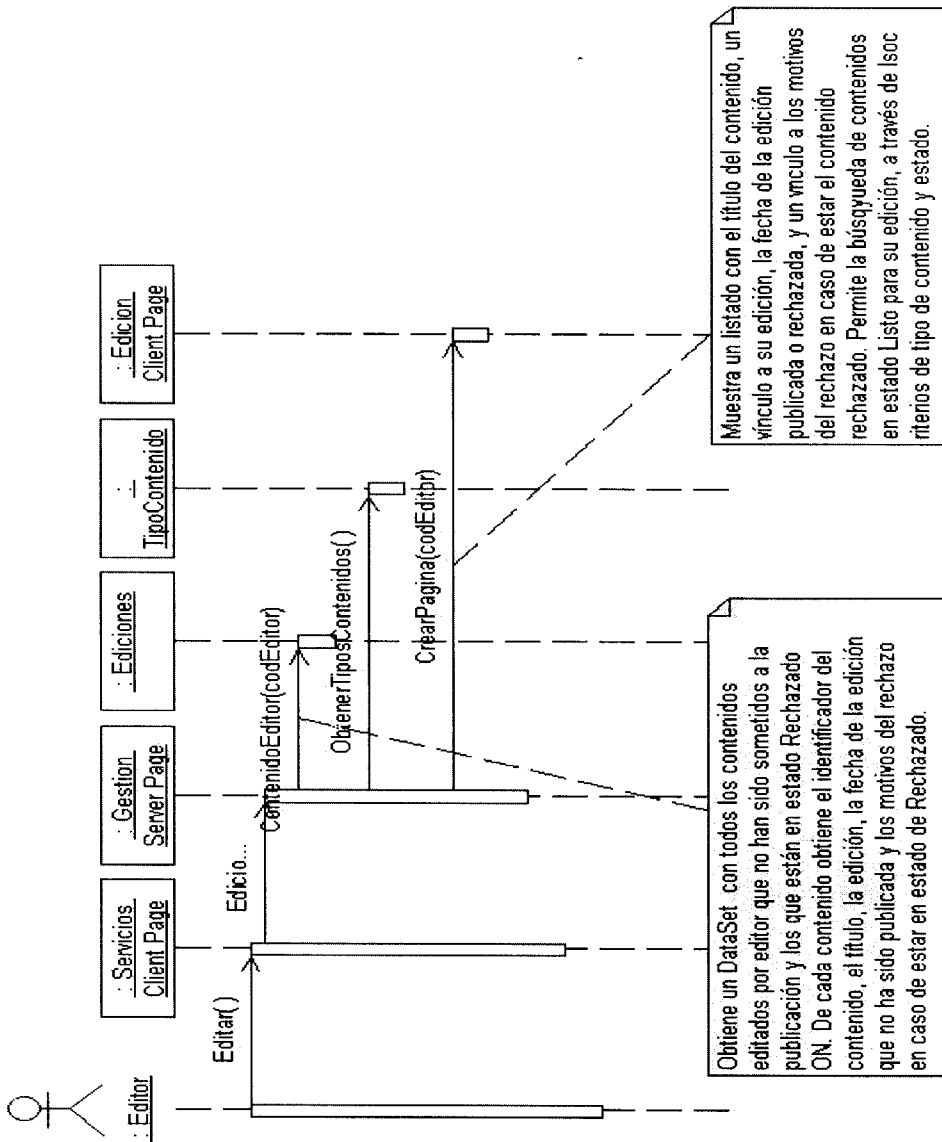 : Editor
: Servicios
Client Page
: Gestion
Server Page
: Ediciones
:
TipoContenido
: Edicion
Client Page
Editar()
Edicio...
ContenidoEditor(codEditor)
ObtenerTiposContenidos()
CrearPagina(codEditor)
Obtiene un DataSet con todos los contenidos
editados por editor que no han sido sometidos a la
publicación y los que están en estado Rechazado
ON. De cada contenido obtiene el identificador del
contenido, el título, la edición, la fecha de la edición
que no ha sido publicada y los motivos del rechazo
en caso de estar en estado de Rechazado.
Muestra un listado con el título del contenido, un
vínculo a su edición, la fecha de la edición
publicada o rechazada, y un vnculo a los motivos
del rechazo en caso de estar el contenido
rechazado. Permite la búsqyueda de contenidos
en estado Listo para su edición, a través de lsoc
riterios de tipo de contenido y estado.